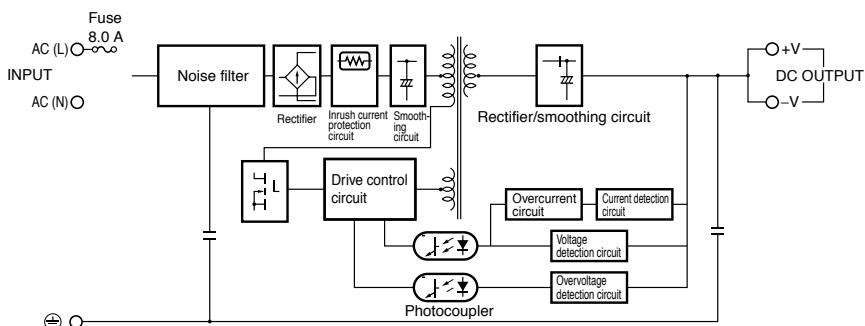 Fuse
8.0 A
AC (L)
INPUT
AC (N)
Noise filter
Rectifier
Inrush current
protection
circuit
Smooth-
ing
circuit
Rectifier/smoothing circuit
+V
DC OUTPUT
–V
Drive control
circuit
Overcurrent
circuit
Current detection
circuit
Voltage
detection circuit
Overvoltage
detection circuit
Photocoupler